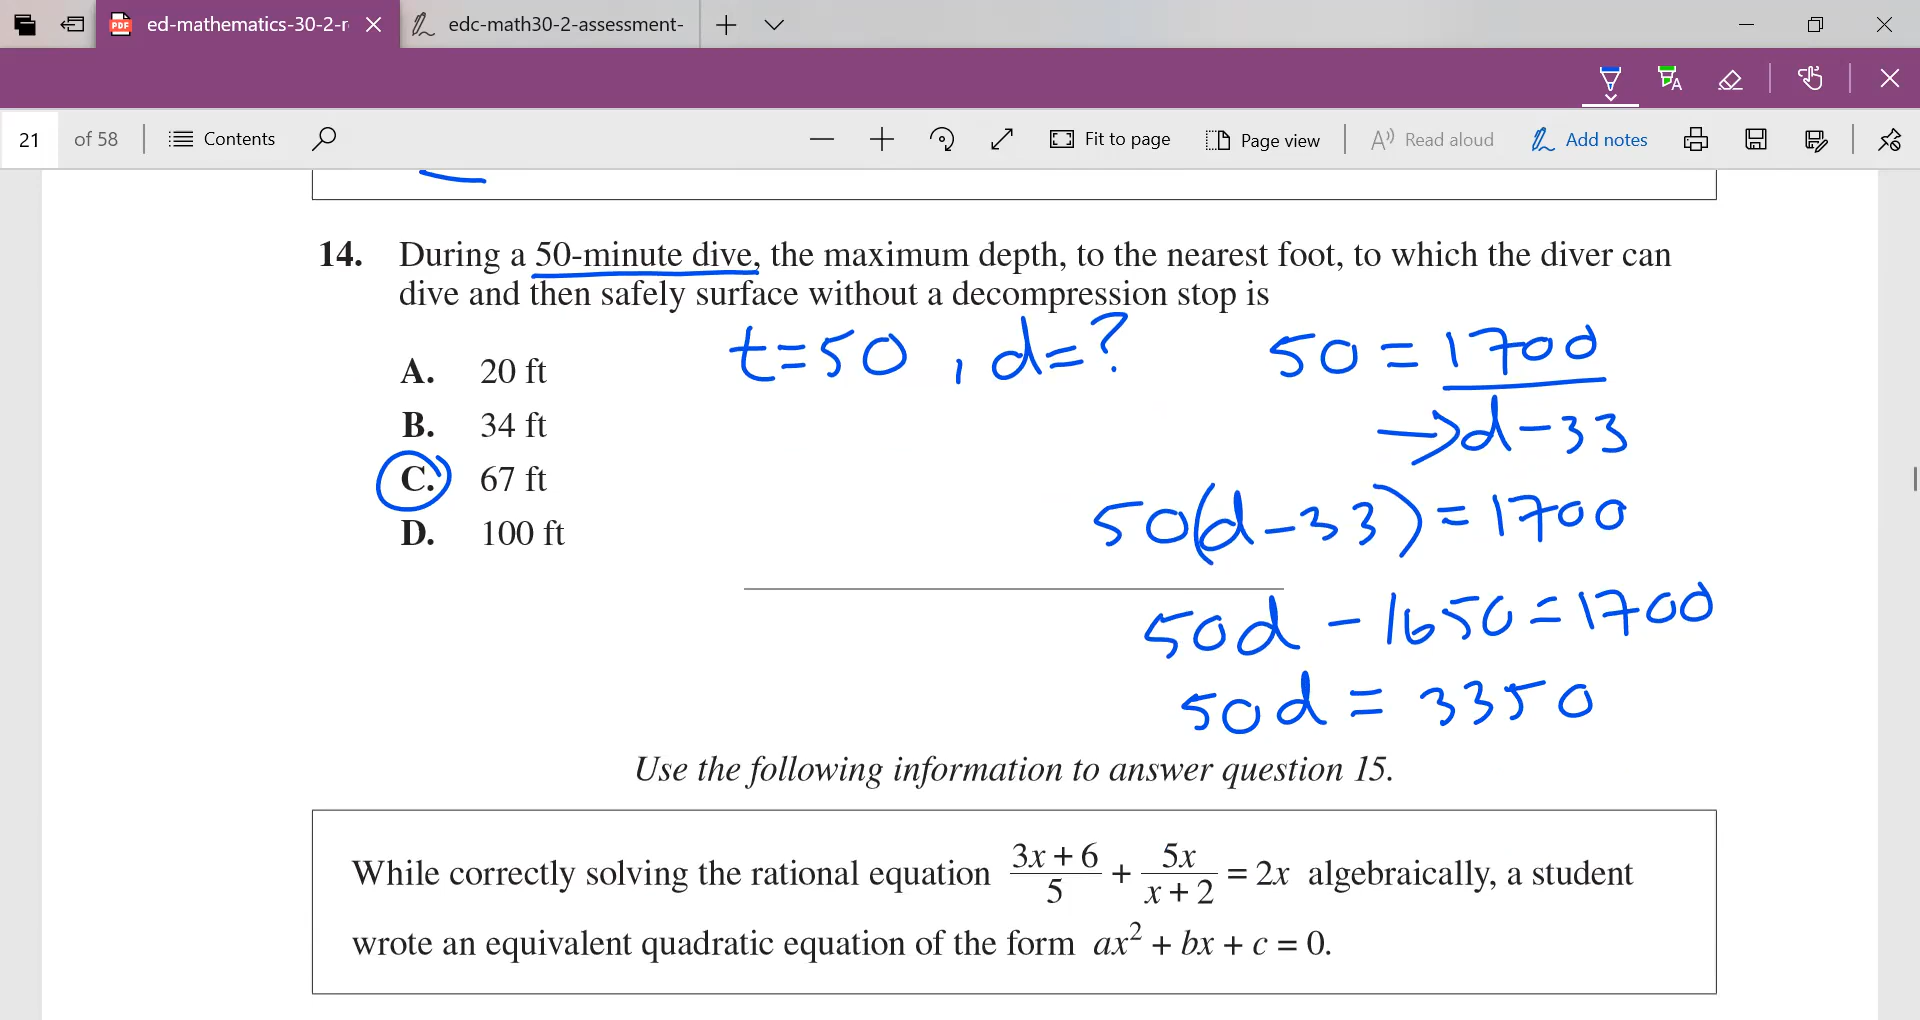 ed-mathematics-30-2-r
edc-math30-2-assessment-
21 of 58 Contents Fit to page Page view Read aloud Add notes
14. During a 50-minute dive, the maximum depth, to the nearest foot, to which the diver can
dive and then safely surface without a decompression stop is
A. 20 ft
B. 34 ft
C. 67 ft
D. 100 ft
t=50 , d=?
50 = 1700
→d-33
50(d-33) = 1700
50d - 1650 = 1700
50d = 3350
Use the following information to answer question 15.
While correctly solving the rational equation (3x + 6)/5 + 5x/(x + 2) = 2x algebraically, a student
wrote an equivalent quadratic equation of the form ax² + bx + c = 0.